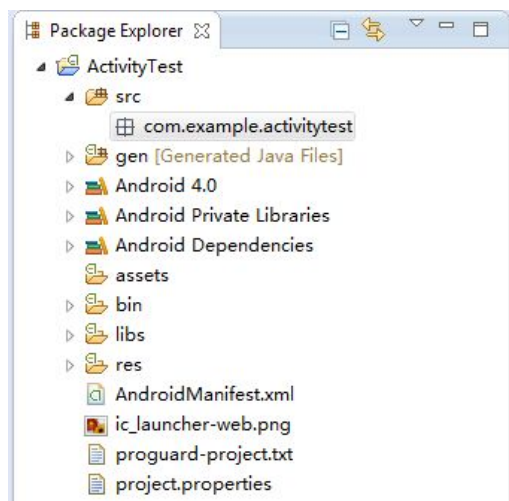 Package Explorer
ActivityTest
src
com.example.activitytest
gen [Generated Java Files]
Android 4.0
Android Private Libraries
Android Dependencies
assets
bin
libs
res
AndroidManifest.xml
ic_launcher-web.png
proguard-project.txt
project.properties